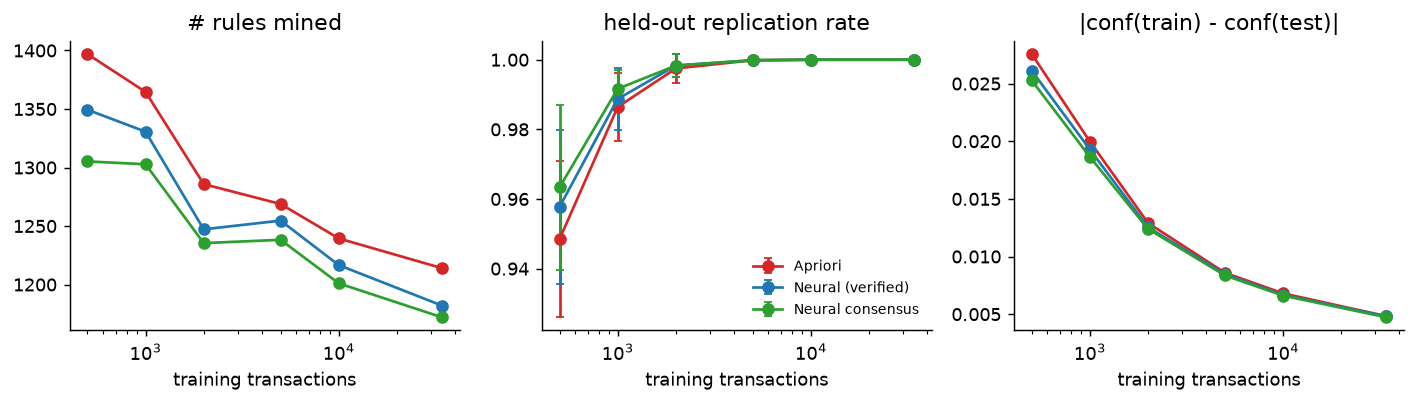 # rules mined
1400
1350
1300
1250
1200
10³
10⁴
training transactions
held-out replication rate
1.00
0.98
0.96
0.94
Apriori
Neural (verified)
Neural consensus
10³
10⁴
training transactions
|conf(train) - conf(test)|
0.025
0.020
0.015
0.010
0.005
10³
10⁴
training transactions